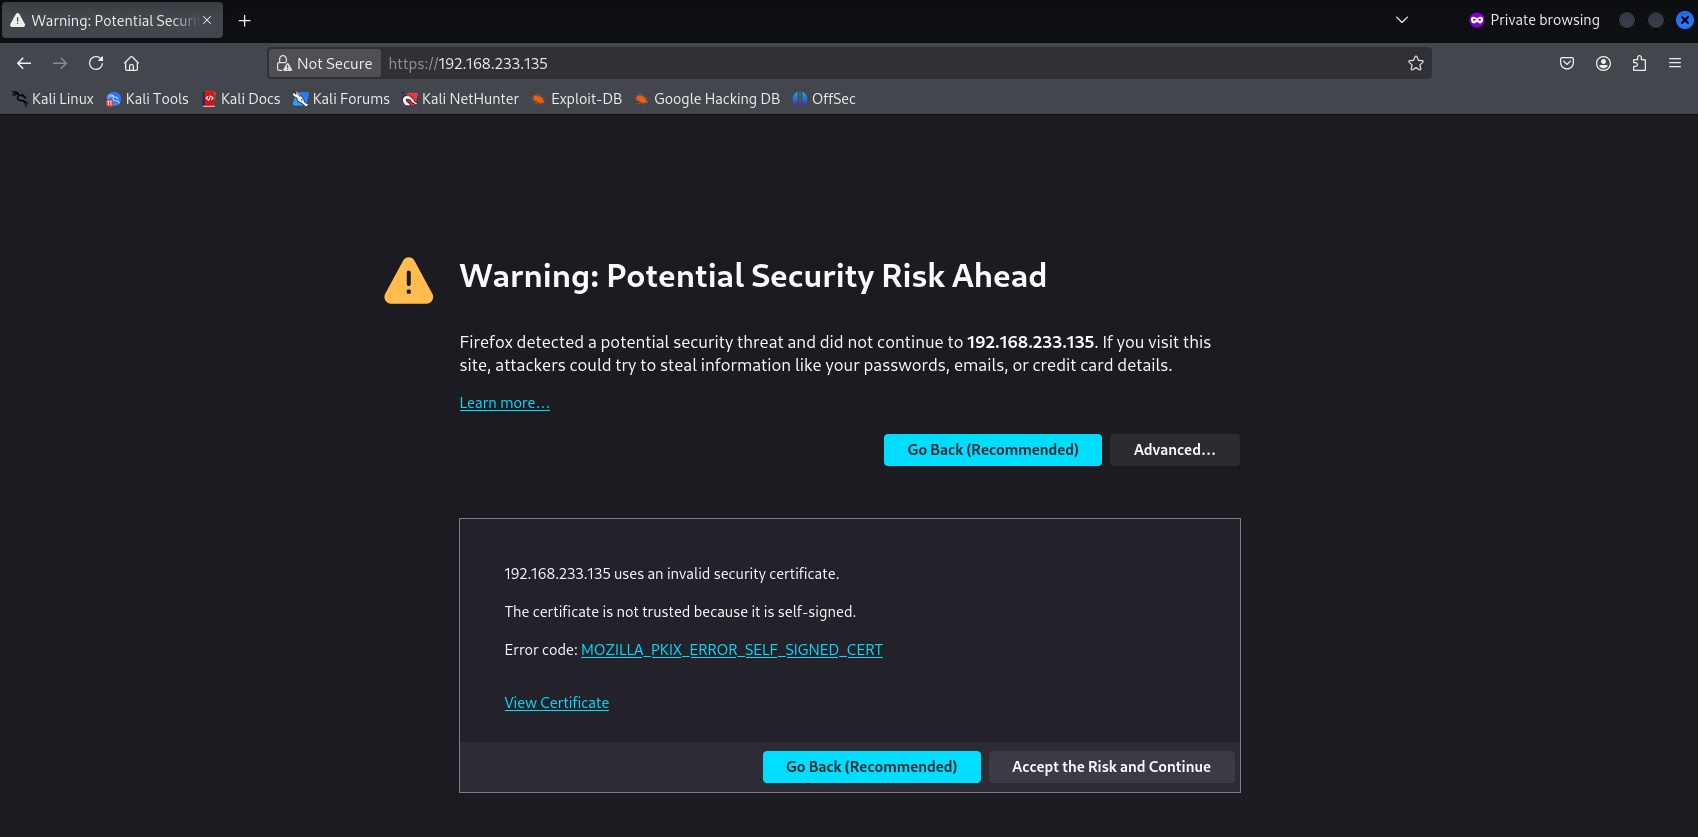 Warning: Potential Securi
Private browsing
Not Secure https://192.168.233.135
Kali Linux Kali Tools Kali Docs Kali Forums Kali NetHunter Exploit-DB Google Hacking DB OffSec
Warning: Potential Security Risk Ahead
Firefox detected a potential security threat and did not continue to 192.168.233.135. If you visit this
site, attackers could try to steal information like your passwords, emails, or credit card details.
Learn more…
Go Back (Recommended) Advanced…
192.168.233.135 uses an invalid security certificate.
The certificate is not trusted because it is self-signed.
Error code: MOZILLA_PKIX_ERROR_SELF_SIGNED_CERT
View Certificate
Go Back (Recommended) Accept the Risk and Continue